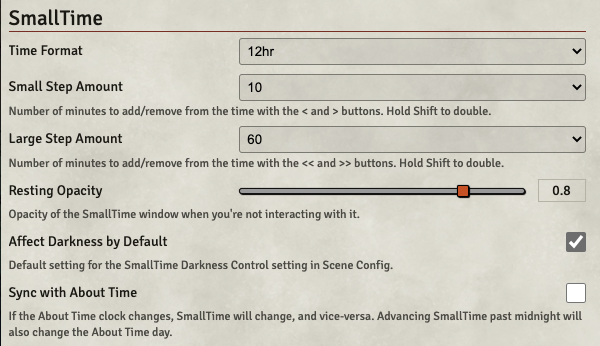 SmallTime
Time Format 12hr
Small Step Amount 10
Number of minutes to add/remove from the time with the < and > buttons. Hold Shift to double.
Large Step Amount 60
Number of minutes to add/remove from the time with the << and >> buttons. Hold Shift to double.
Resting Opacity 0.8
Opacity of the SmallTime window when you're not interacting with it.
Affect Darkness by Default
Default setting for the SmallTime Darkness Control setting in Scene Config.
Sync with About Time
If the About Time clock changes, SmallTime will change, and vice-versa. Advancing SmallTime past midnight will
also change the About Time day.